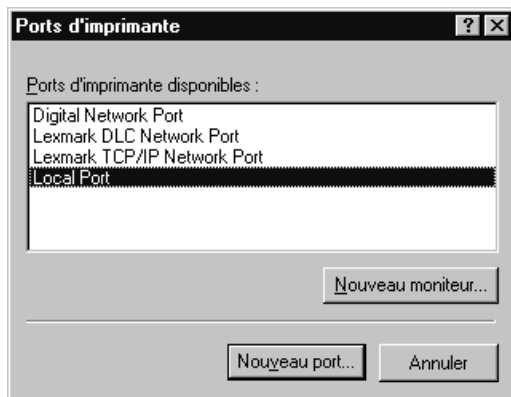 Ports d'imprimante
Ports d'imprimante disponibles :
Digital Network Port
Lexmark DLC Network Port
Lexmark TCP/IP Network Port
Local Port
Nouveau moniteur...
Nouveau port...
Annuler